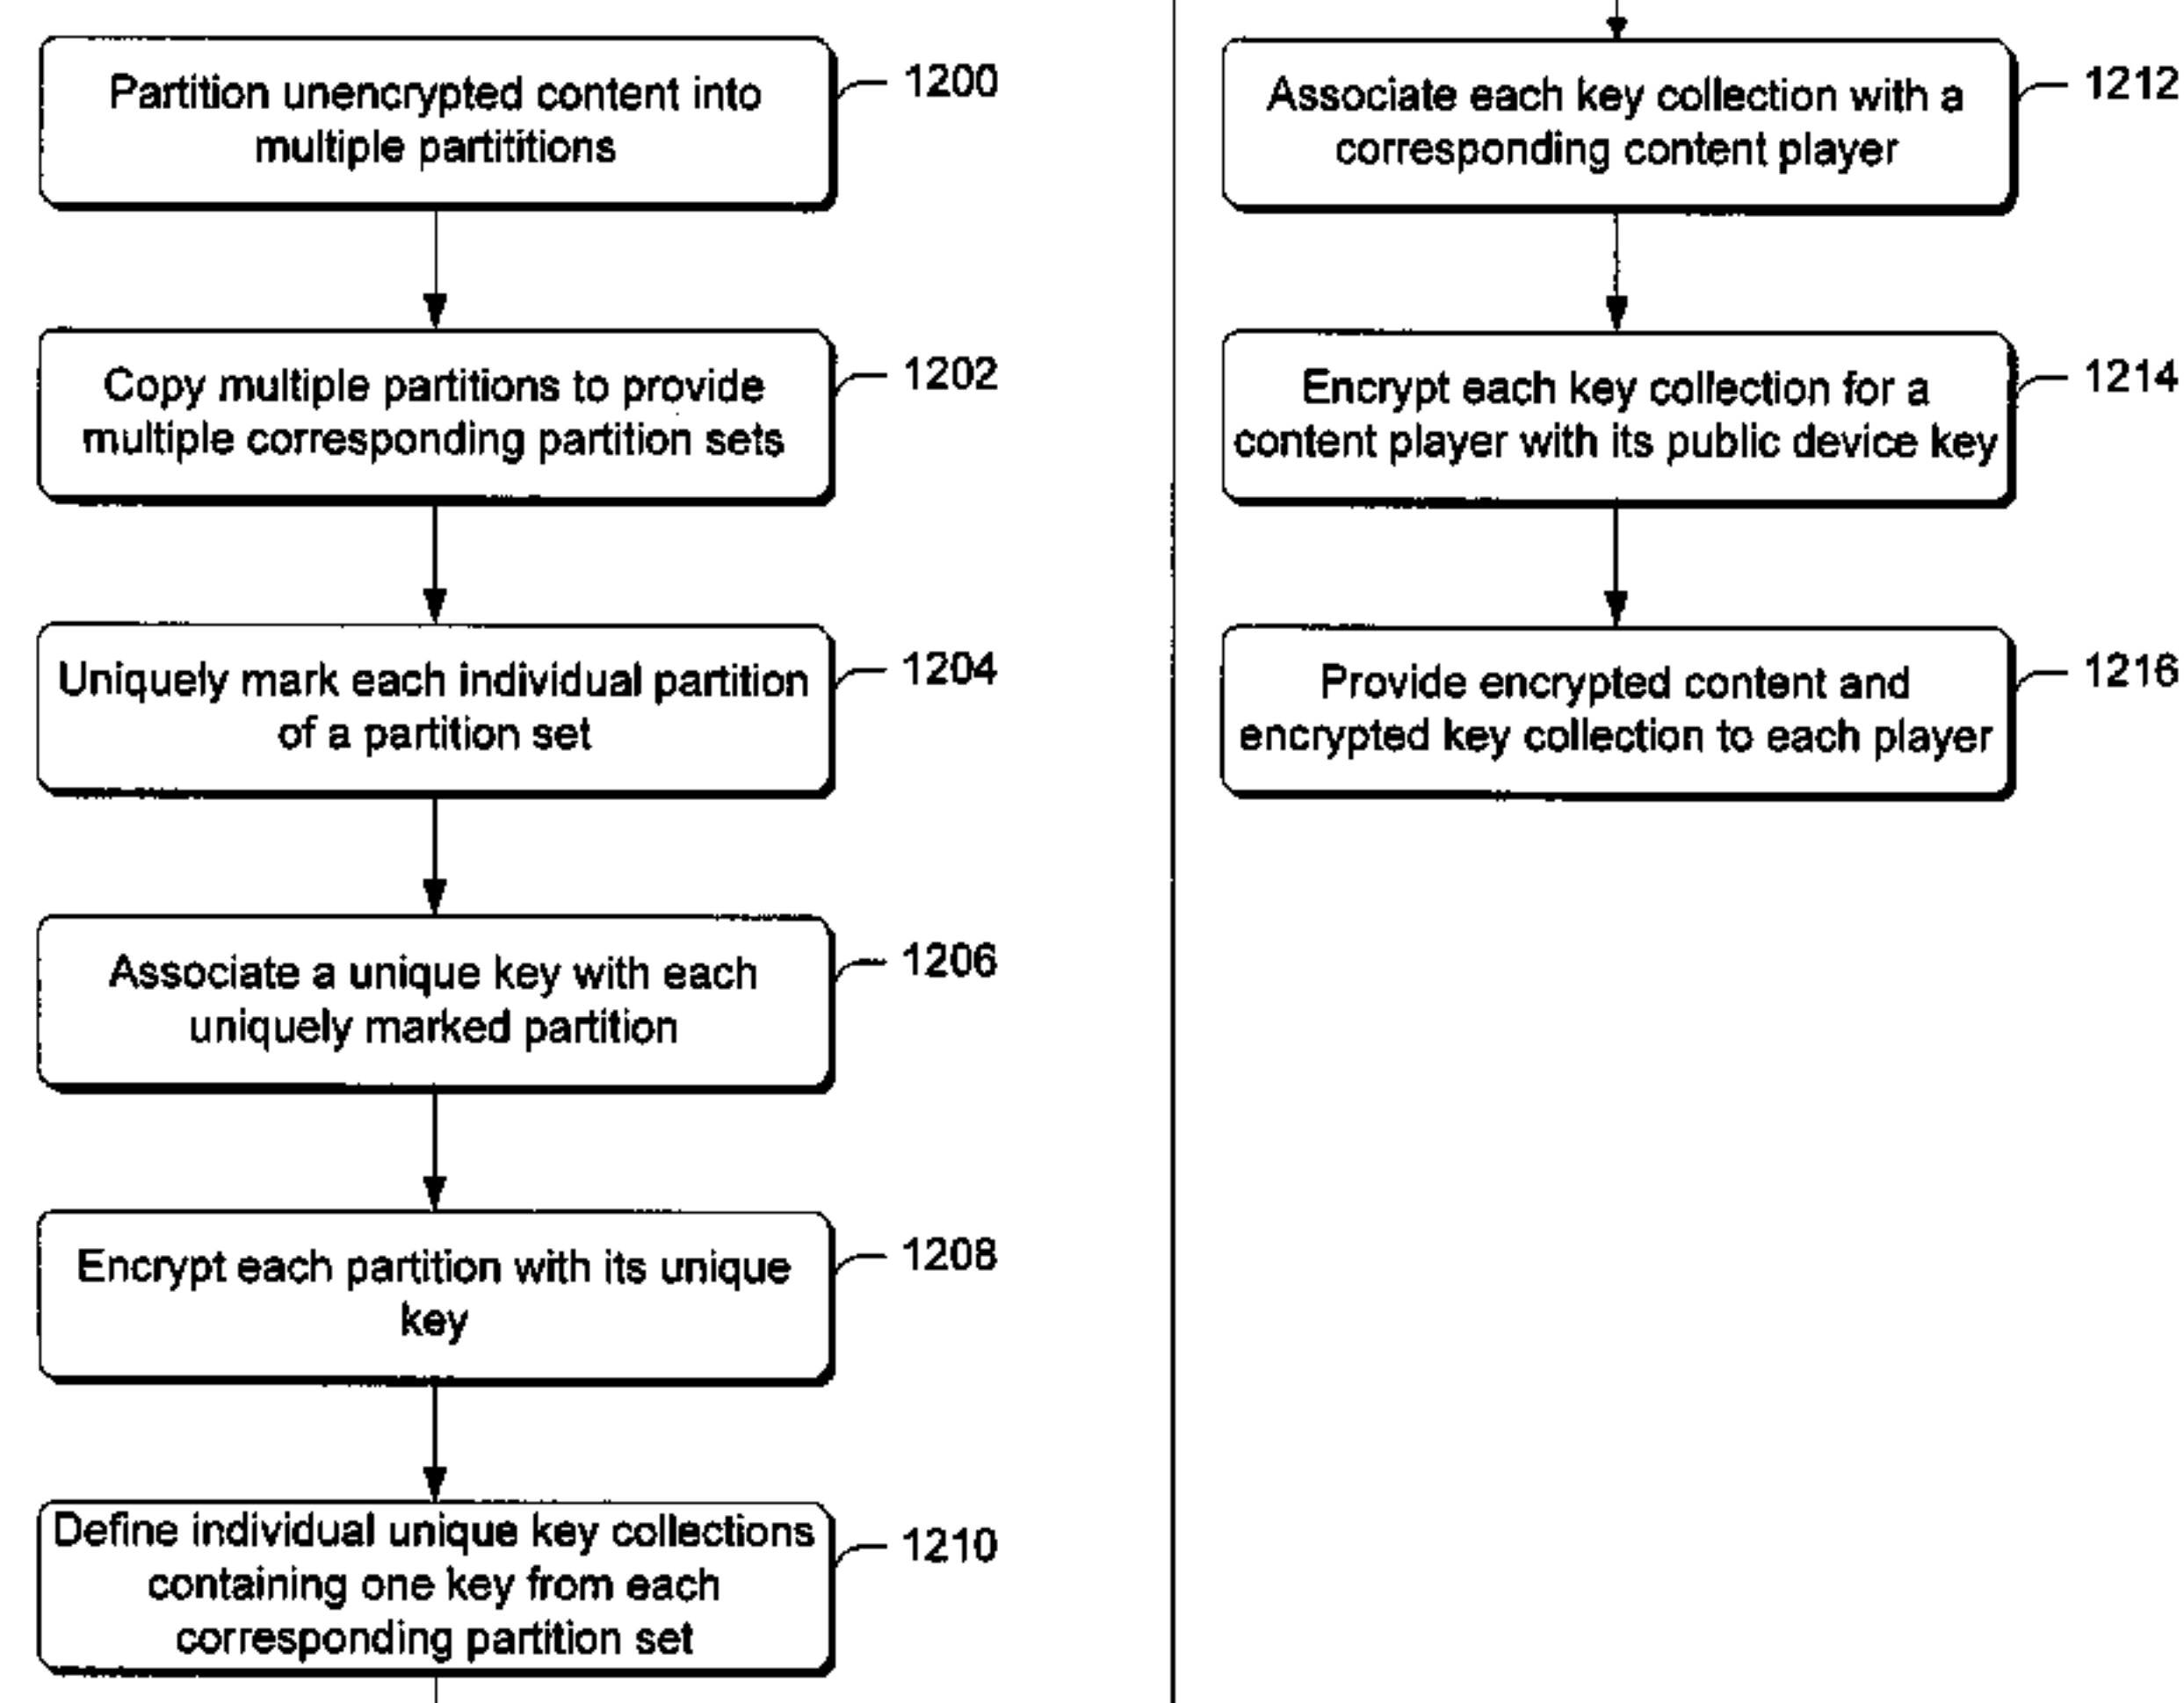 Partition unencrypted content into
multiple partititions
1200
Copy multiple partitions to provide
multiple corresponding partition sets
1202
Uniquely mark each individual partition
of a partition set
1204
Associate a unique key with each
uniquely marked partition
1206
Encrypt each partition with its unique
key
1208
Define individual unique key collections
containing one key from each
corresponding partition set
1210
Associate each key collection with a
corresponding content player
1212
Encrypt each key collection for a
content player with its public device key
1214
Provide encrypted content and
encrypted key collection to each player
1216